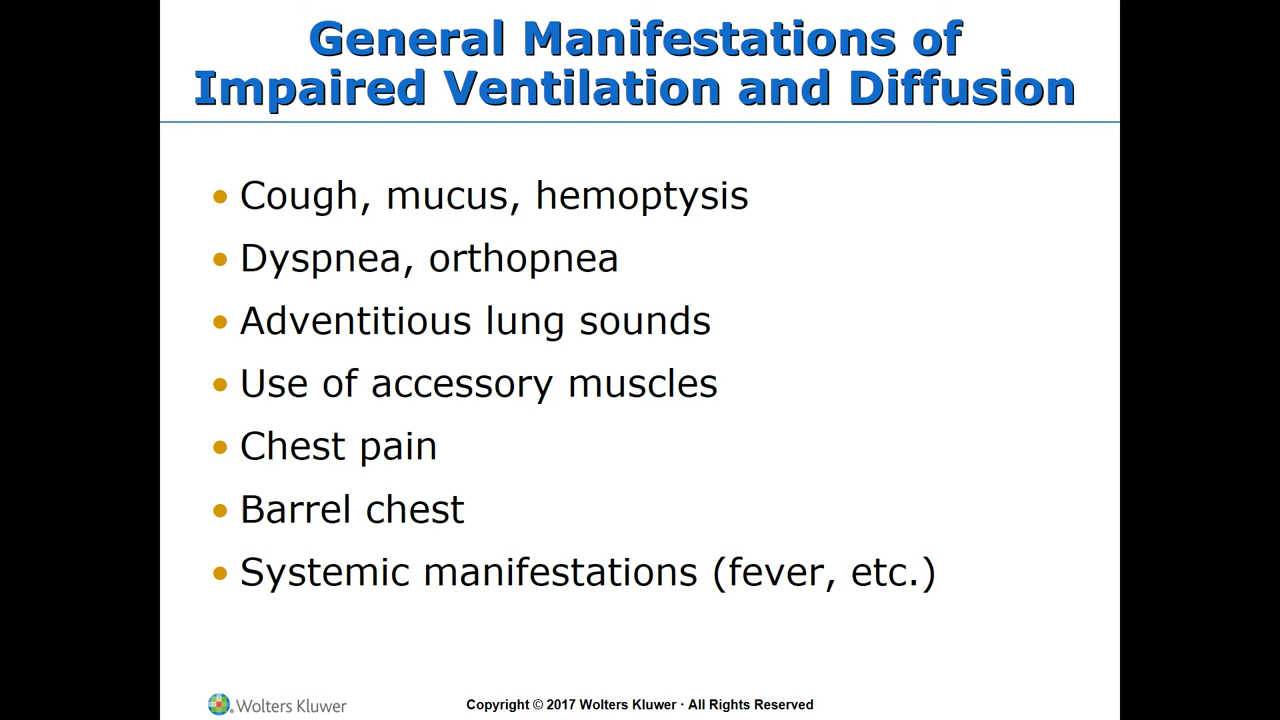 General Manifestations of
Impaired Ventilation and Diffusion
• Cough, mucus, hemoptysis
• Dyspnea, orthopnea
• Adventitious lung sounds
• Use of accessory muscles
• Chest pain
• Barrel chest
• Systemic manifestations (fever, etc.)
Wolters Kluwer
Copyright © 2017 Wolters Kluwer · All Rights Reserved